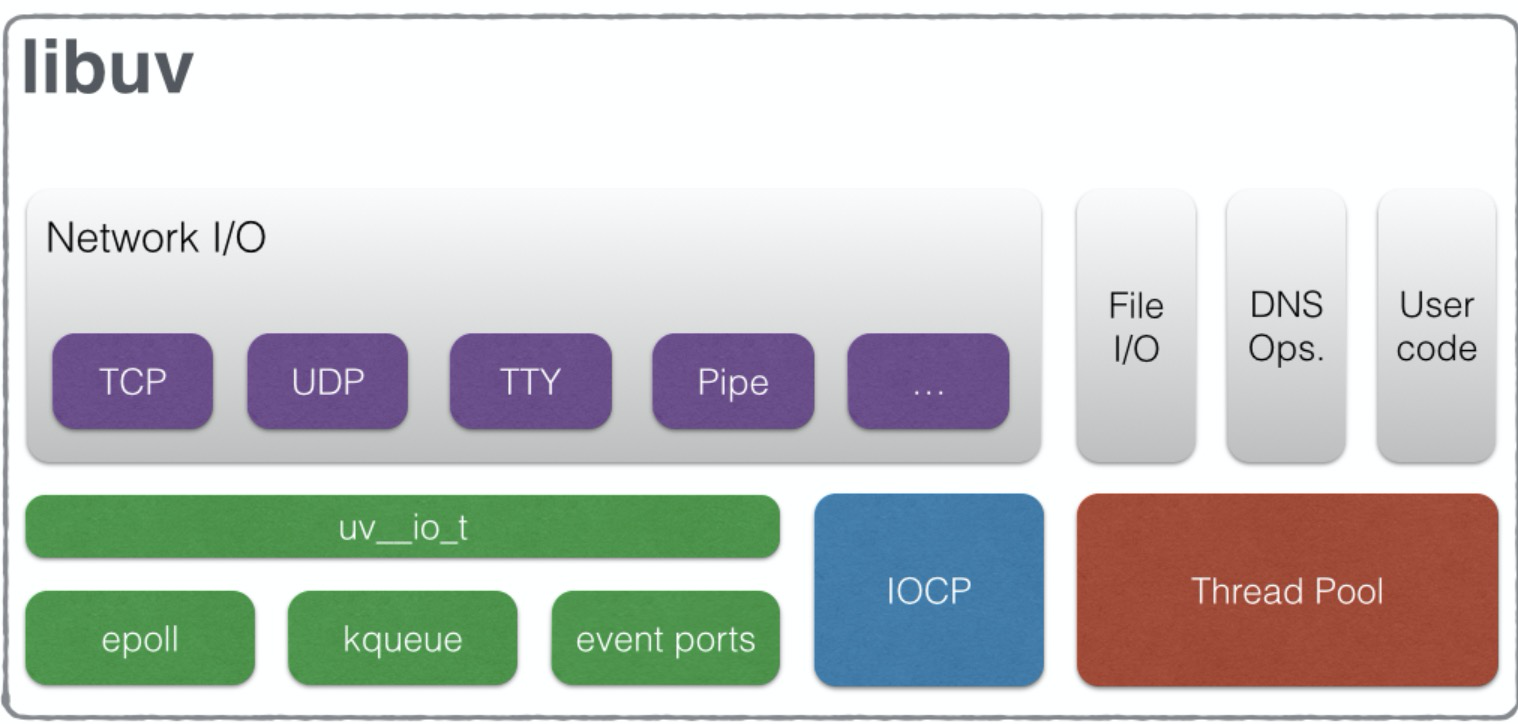 libuv
Network I/O
TCP
UDP
TTY
Pipe
...
File
I/O
DNS
Ops.
User
code
uv__io_t
epoll
kqueue
event ports
IOCP
Thread Pool